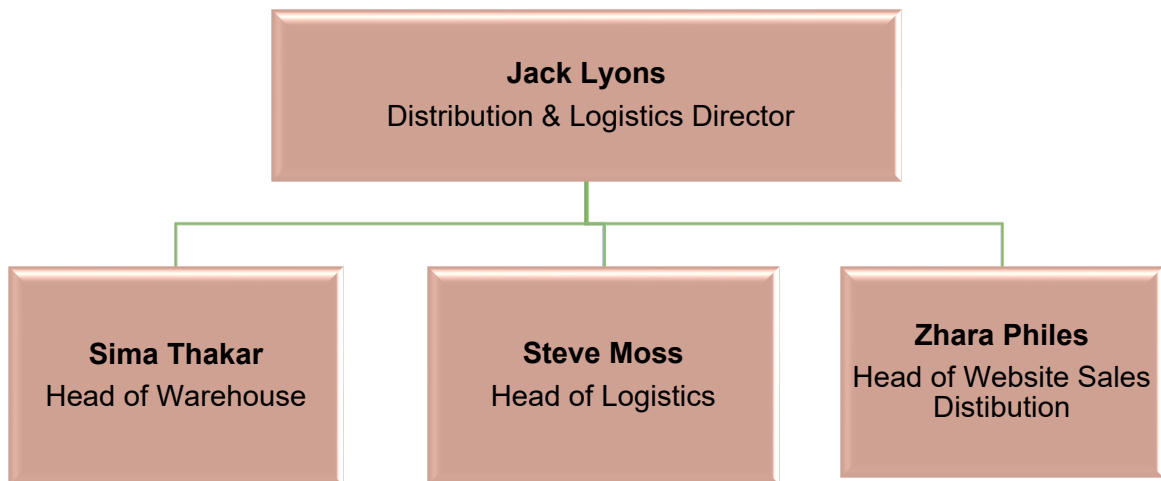 Jack Lyons
Distribution & Logistics Director
Sima Thakar
Head of Warehouse
Steve Moss
Head of Logistics
Zhara Philes
Head of Website Sales
Distibution